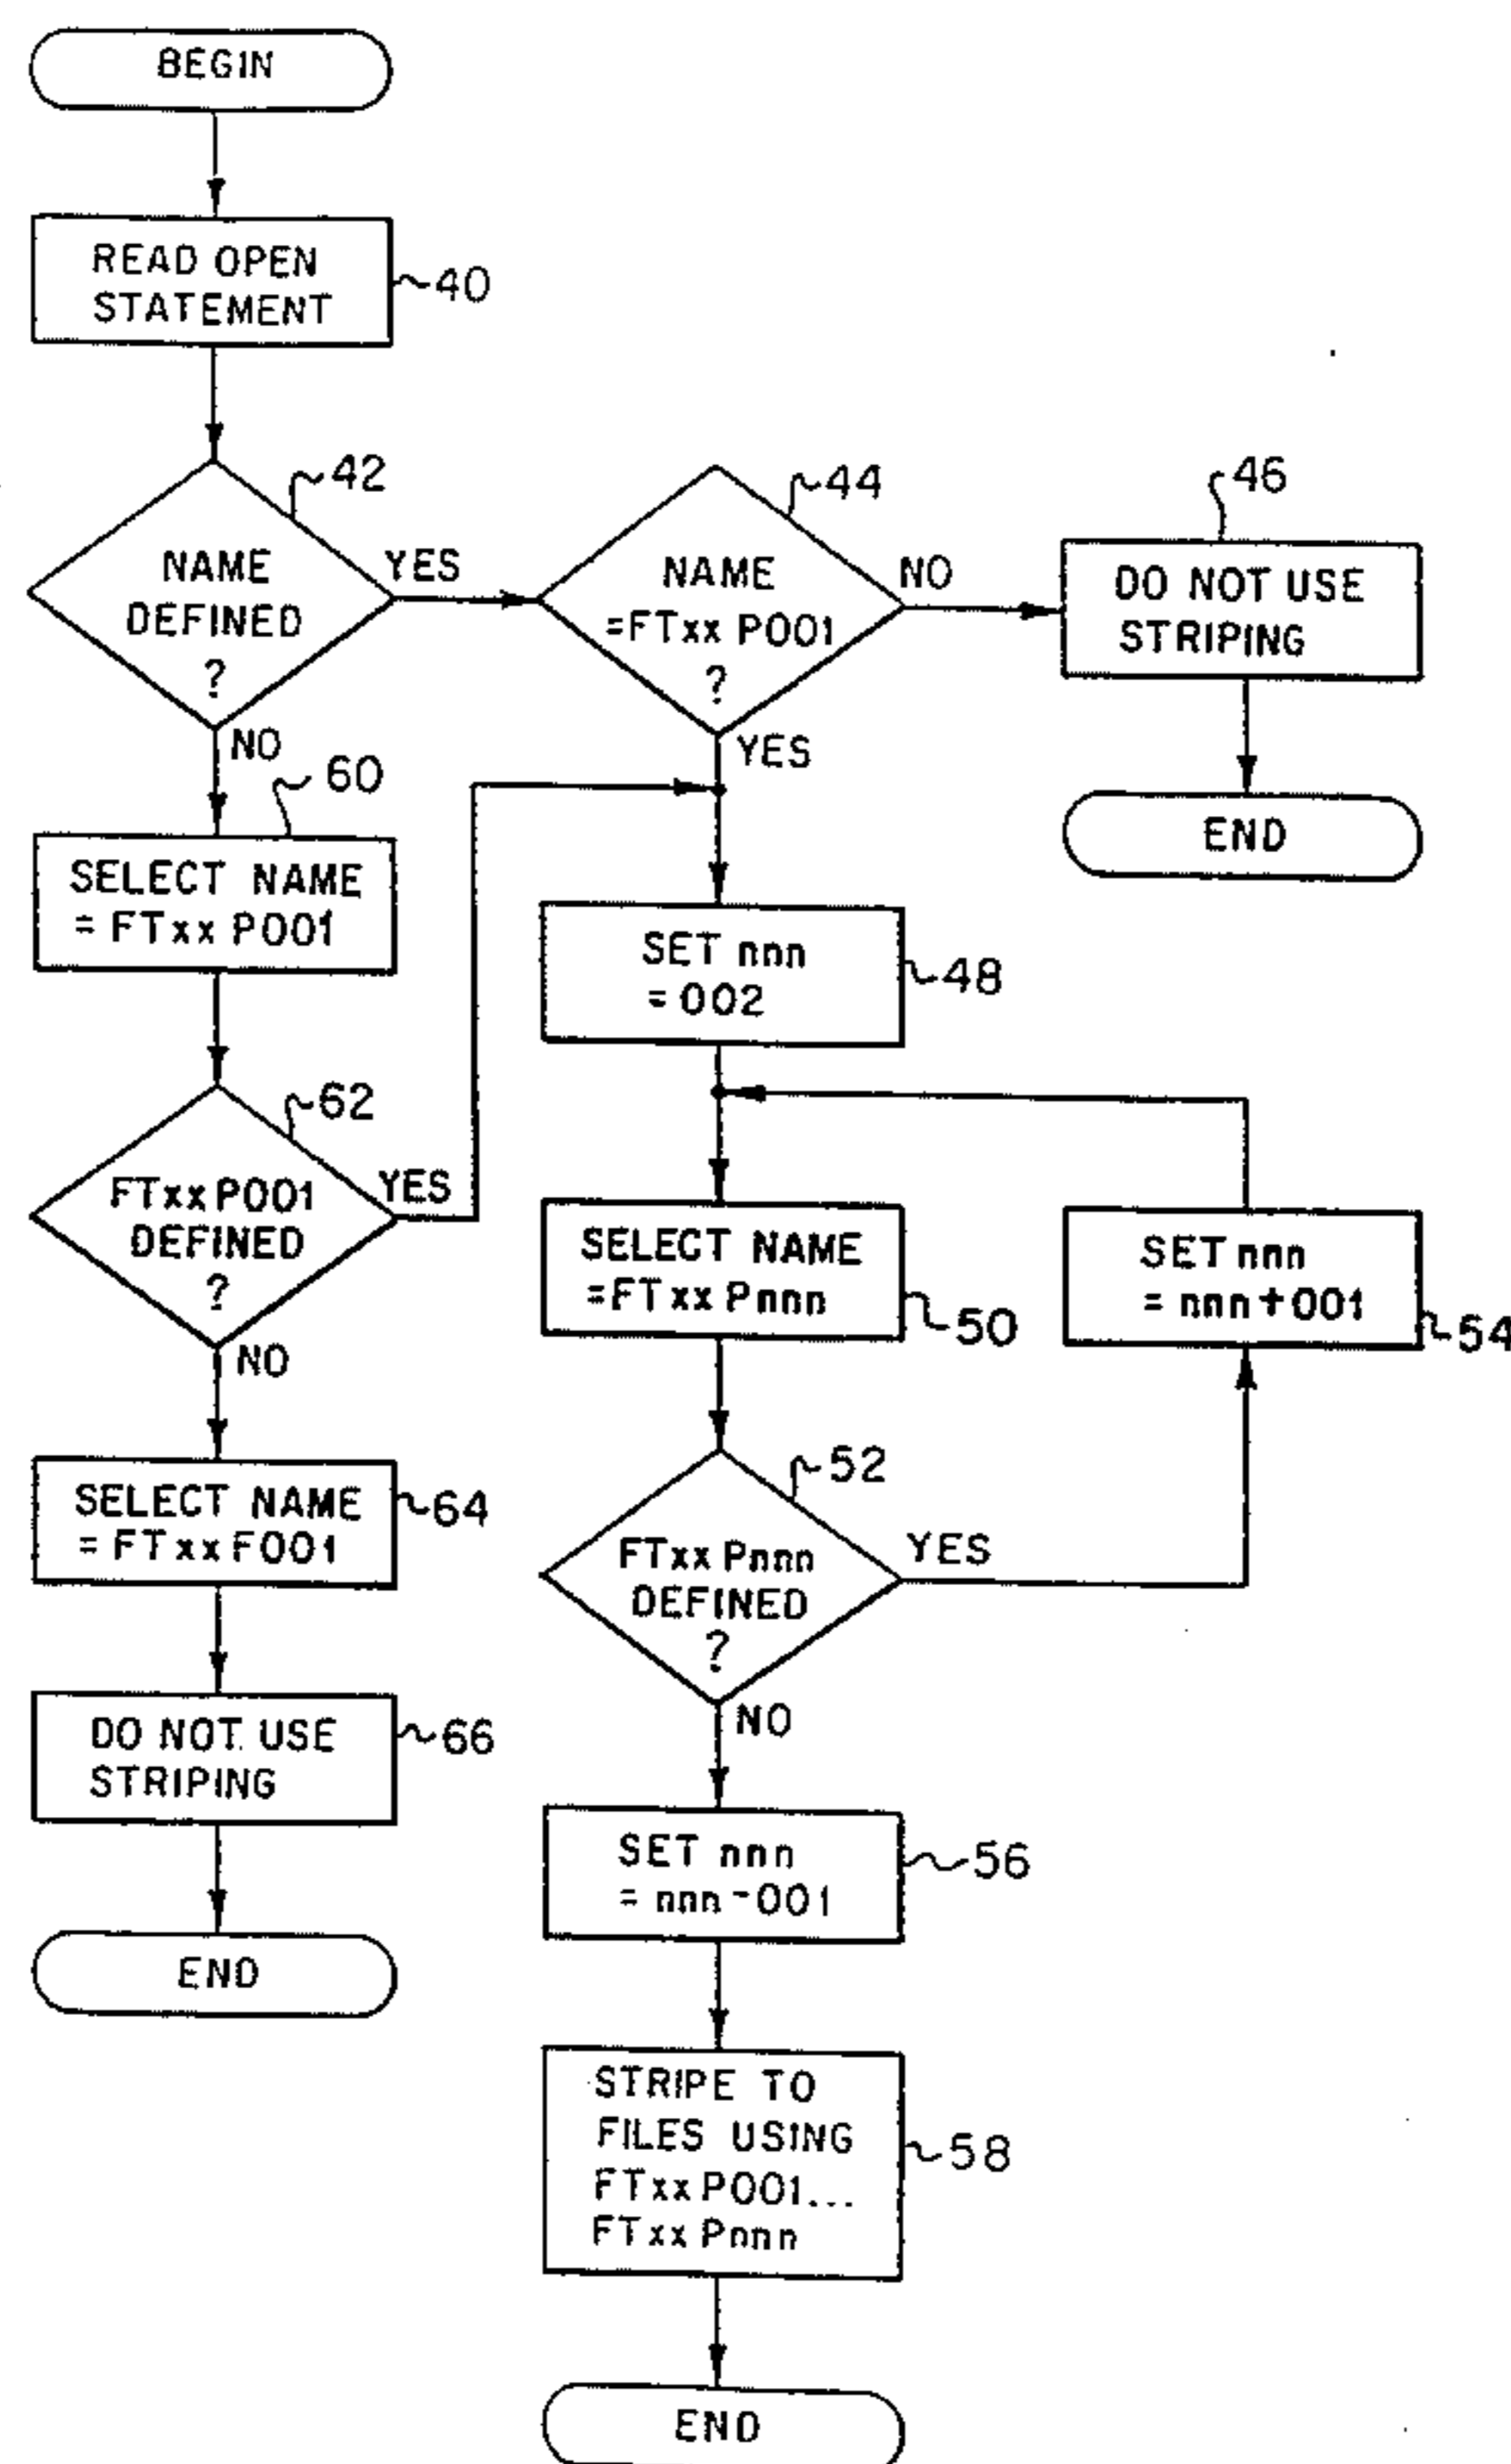 BEGIN
READ OPEN
STATEMENT
40
42
NAME
DEFINED
?
YES
NO
44
NAME
=FTxx P001
?
NO
YES
46
DO NOT USE
STRIPING
END
60
SELECT NAME
= FTxx P001
62
FTxx P001
DEFINED
?
YES
NO
64
SELECT NAME
= FTxx F001
66
DO NOT USE
STRIPING
END
SET nnn
= 002
48
SELECT NAME
=FTxx Pnnn
50
SET nnn
= nnn + 001
54
52
FTxx Pnnn
DEFINED
?
YES
NO
SET nnn
= nnn - 001
56
STRIPE TO
FILES USING
FTxx P001...
FTxx Pnnn
58
END